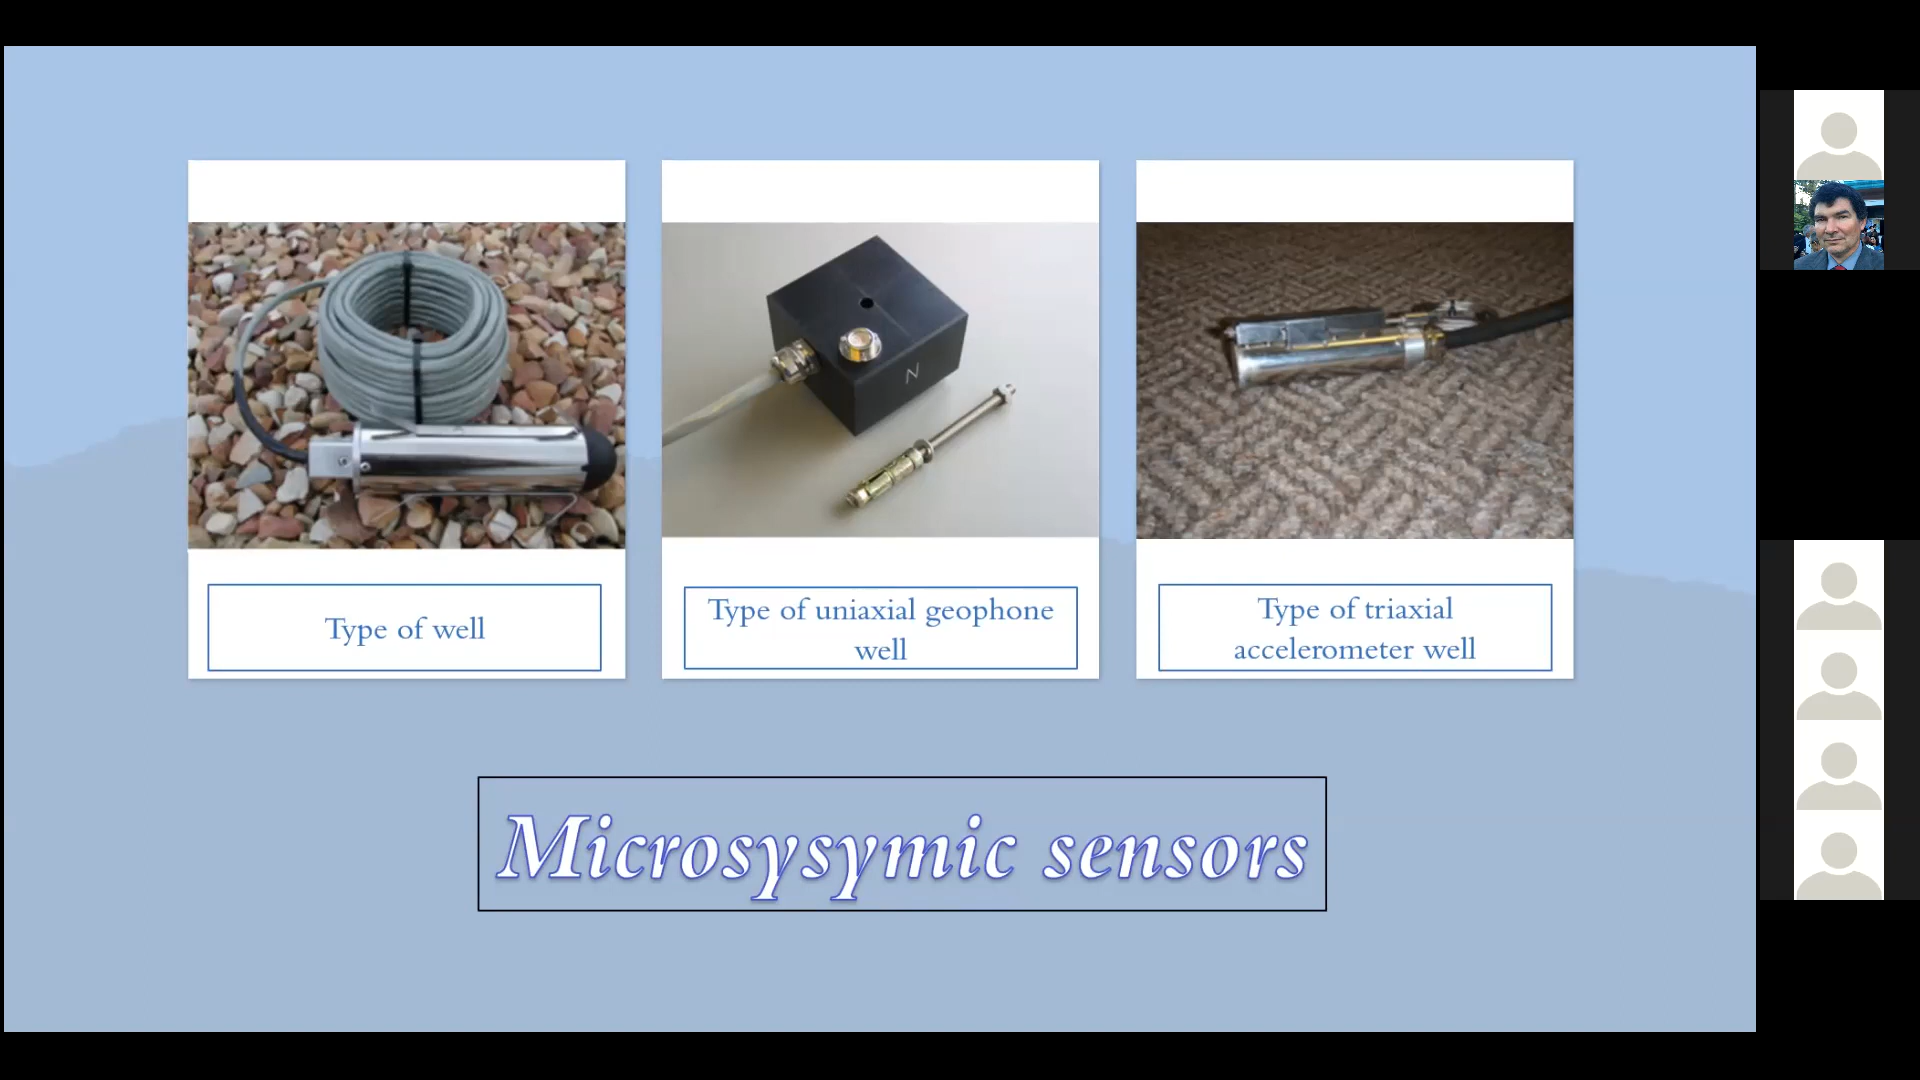 N
Type of well
Type of uniaxial geophone
well
Type of triaxial
accelerometer well
Microsysymic sensors